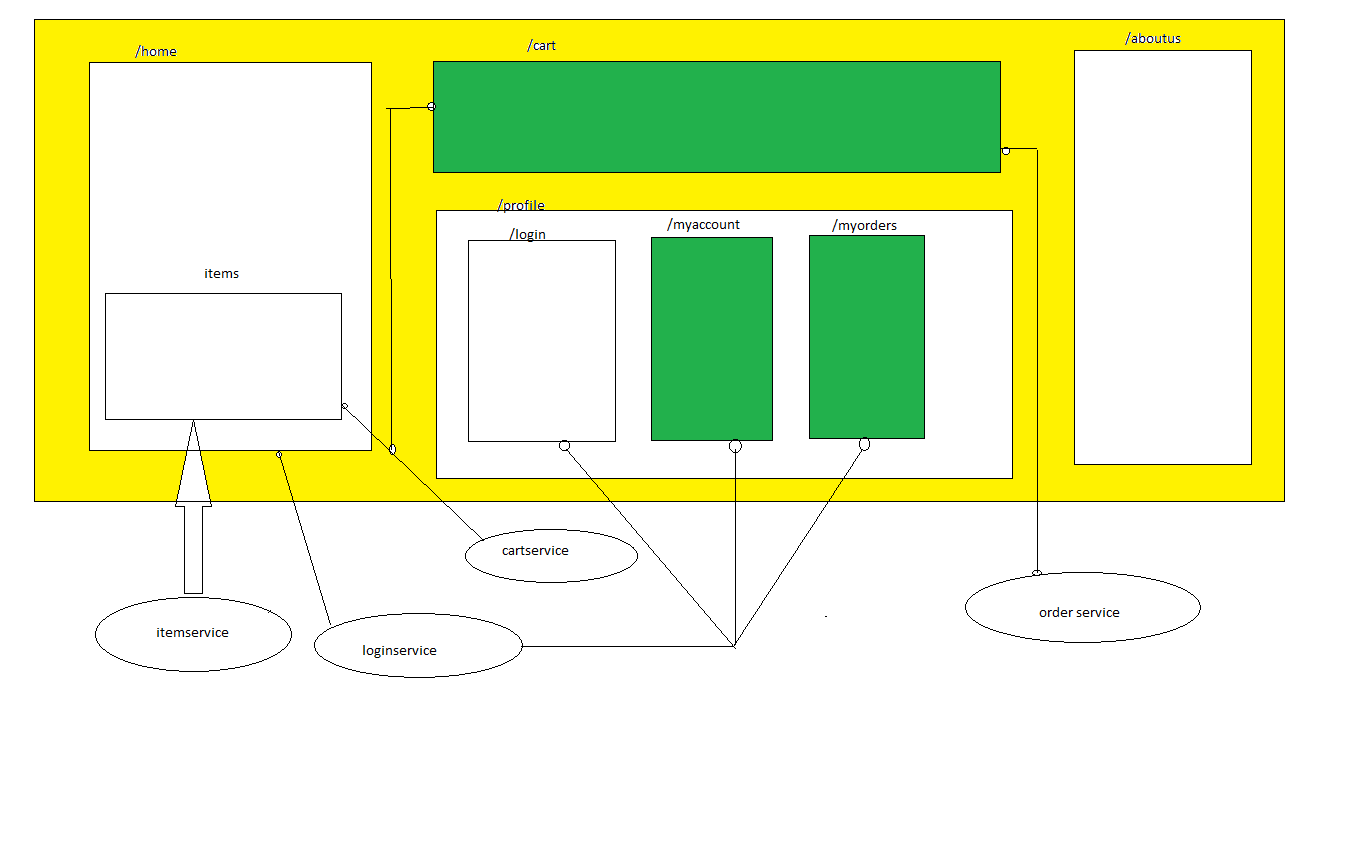 /home
/cart
/aboutus
/profile
/login
/myaccount
/myorders
items
cartservice
itemservice
loginservice
order service